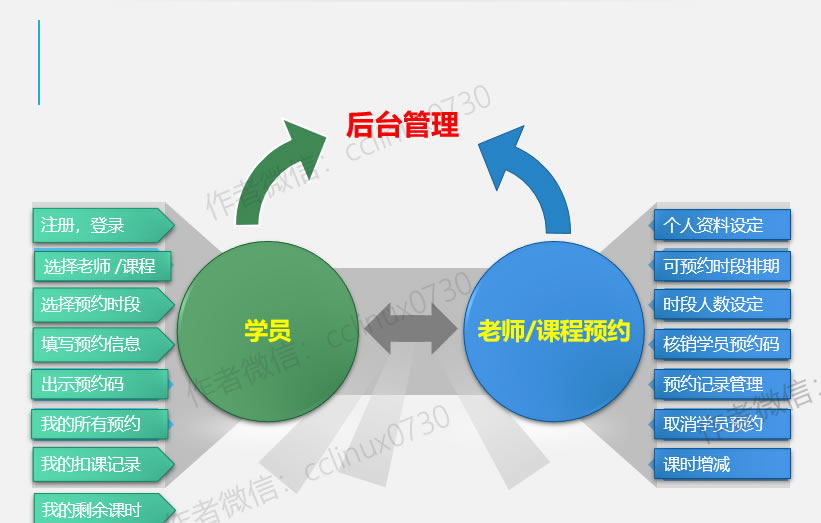 后台管理
注册，登录
选择老师 /课程
选择预约时段
填写预约信息
出示预约码
我的所有预约
我的扣课记录
我的剩余课时
学员
老师/课程预约
个人资料设定
可预约时段排期
时段人数设定
核销学员预约码
预约记录管理
取消学员预约
课时增减
作者微信：cclinux0730
作者微信：cclinux0730
作者微信：cclinux0730
作者微信：